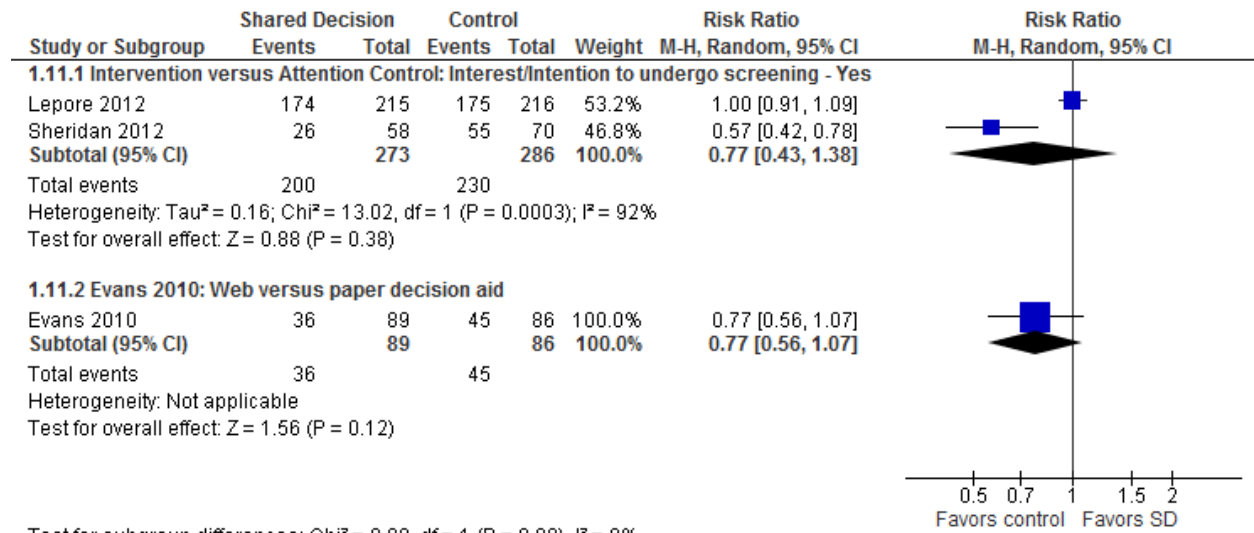 Shared Decision Control Risk Ratio Risk Ratio
Study or Subgroup Events Total Events Total Weight M-H, Random, 95% CI M-H, Random, 95% CI
1.11.1 Intervention versus Attention Control: Interest/Intention to undergo screening - Yes
Lepore 2012 174 215 175 216 53.2% 1.00 [0.91, 1.09]
Sheridan 2012 26 58 55 70 46.8% 0.57 [0.42, 0.78]
Subtotal (95% CI) 273 286 100.0% 0.77 [0.43, 1.38]
Total events 200 230
Heterogeneity: Tau² = 0.16; Chi² = 13.02, df = 1 (P = 0.0003); I² = 92%
Test for overall effect: Z = 0.88 (P = 0.38)
1.11.2 Evans 2010: Web versus paper decision aid
Evans 2010 36 89 45 86 100.0% 0.77 [0.56, 1.07]
Subtotal (95% CI) 89 86 100.0% 0.77 [0.56, 1.07]
Total events 36 45
Heterogeneity: Not applicable
Test for overall effect: Z = 1.56 (P = 0.12)
0.5 0.7 1 1.5 2
Favors control Favors SD
Test for subgroup differences: Chi² = df = 1 (P =